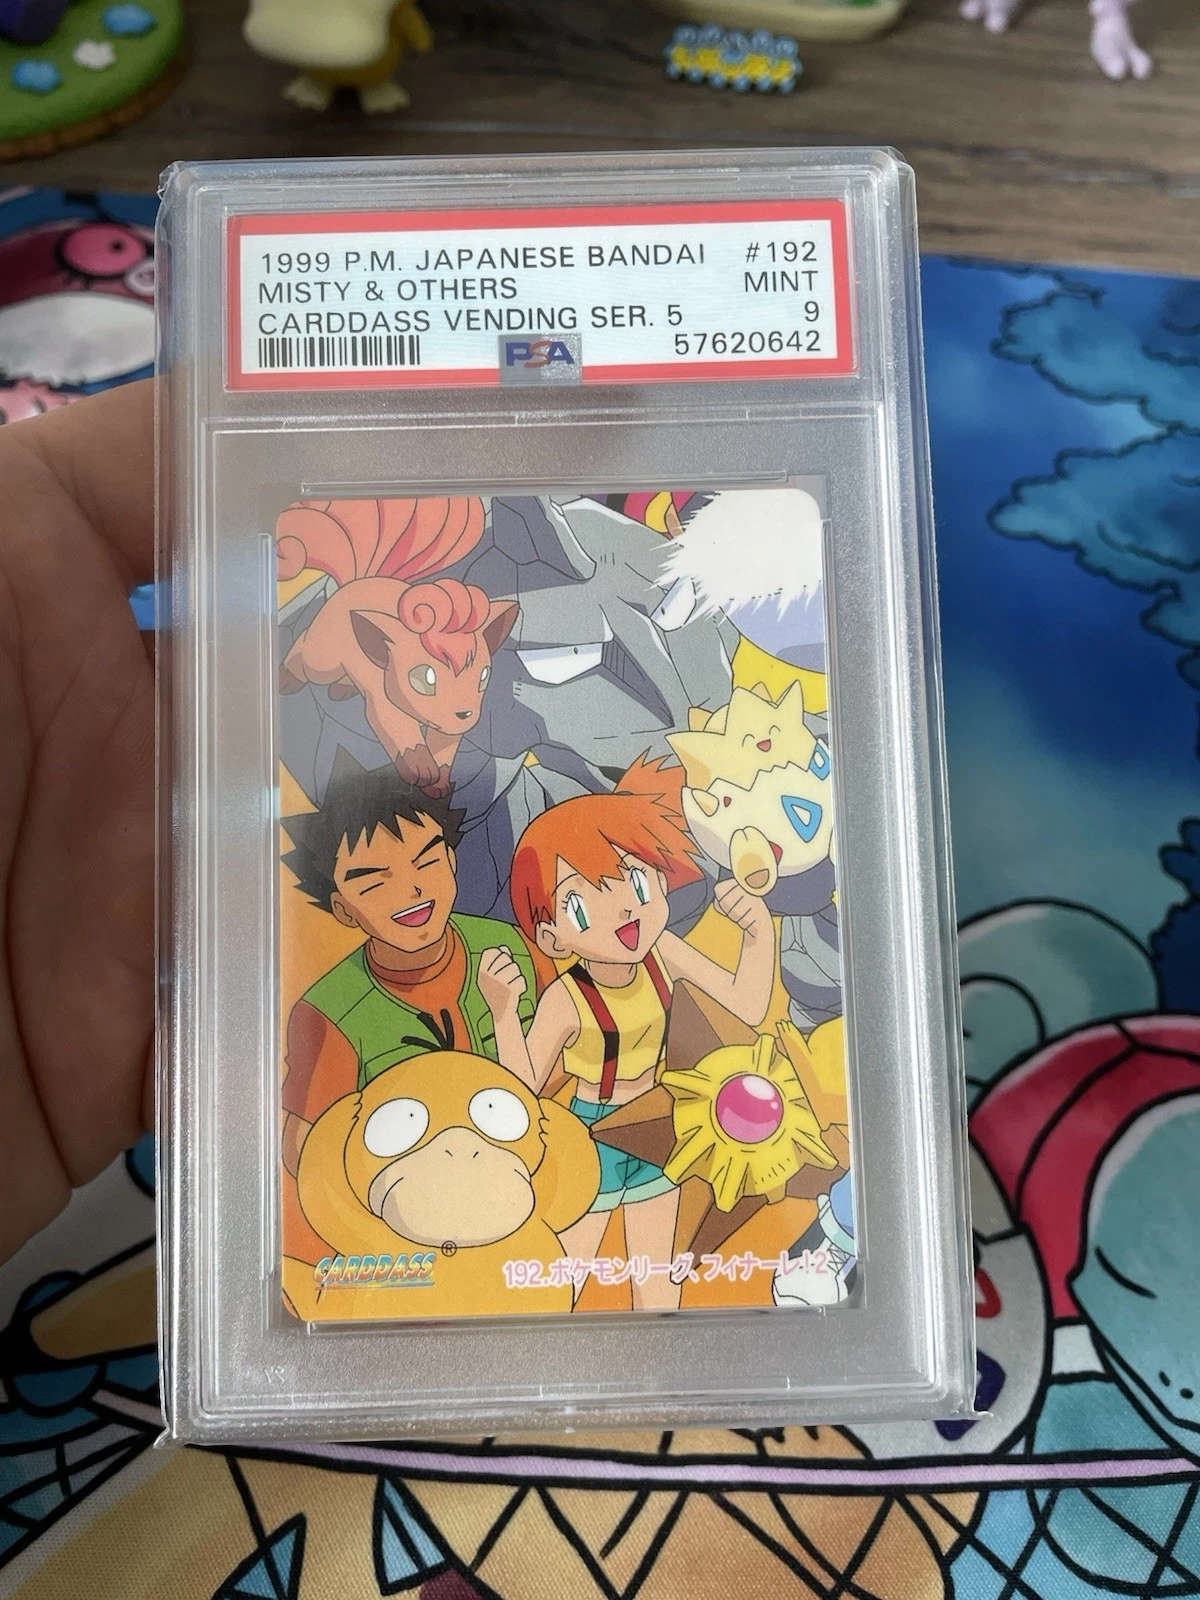 1999 P.M. JAPANESE BANDAI #192
MISTY & OTHERS MINT
CARDDASS VENDING SER. 5 9
PSA 57620642
CARDDASS®
192.ポケモンリーグ、フィナーレ!2